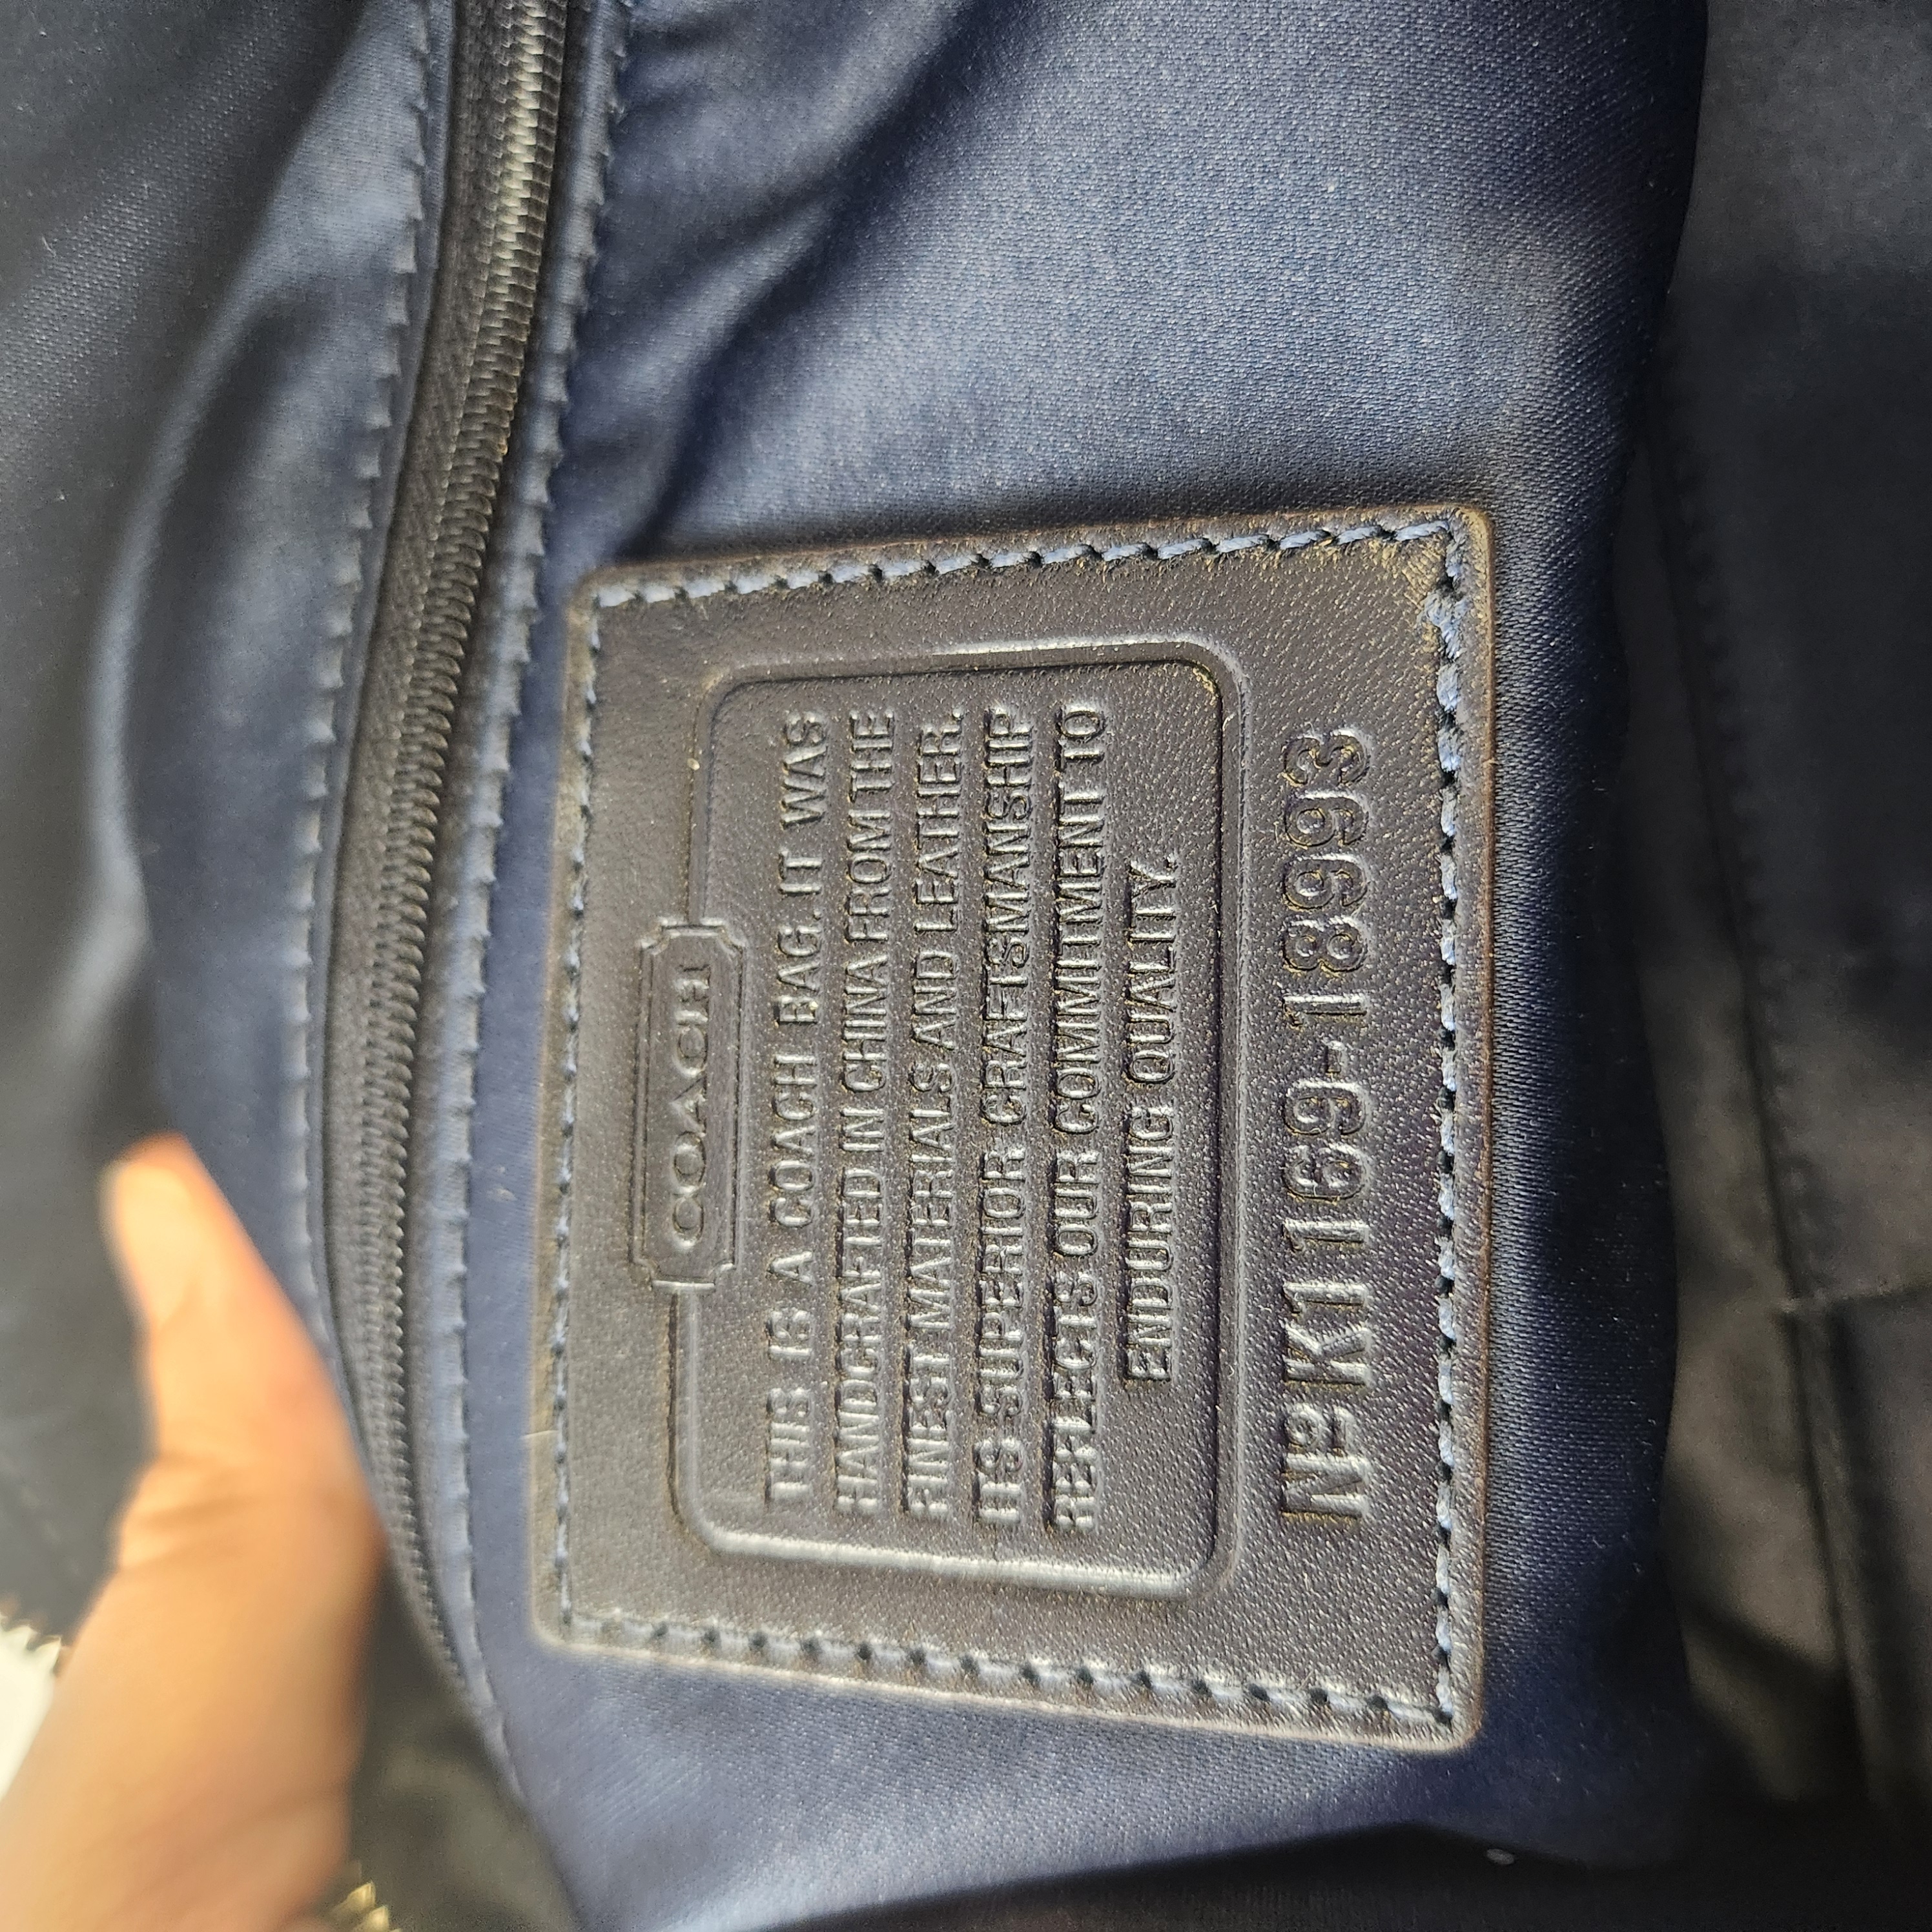 COACH
THIS IS A COACH BAG. IT WAS
HANDCRAFTED IN CHINA FROM THE
FINEST MATERIALS AND LEATHER.
ITS SUPERIOR CRAFTSMANSHIP
REFLECTS OUR COMMITMENT TO
ENDURING QUALITY.
Nº K1169-18993